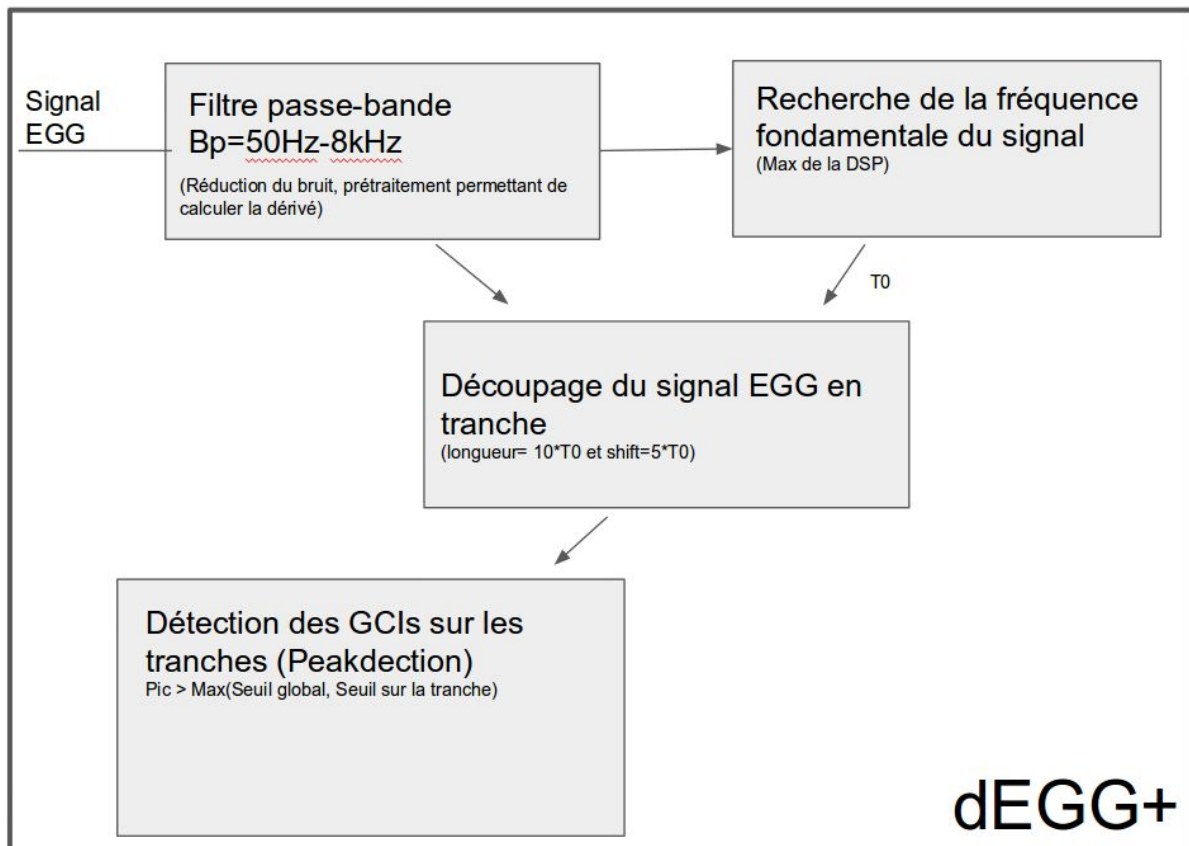 Signal
EGG
Filtre passe-bande
Bp=50Hz-8kHz
(Réduction du bruit, prétraitement permettant de
calculer la dérivé)
Recherche de la fréquence
fondamentale du signal
(Max de la DSP)
T0
Découpage du signal EGG en
tranche
(longueur= 10*T0 et shift=5*T0)
Détection des GCIs sur les
tranches (Peakdection)
Pic > Max(Seuil global, Seuil sur la tranche)
dEGG+